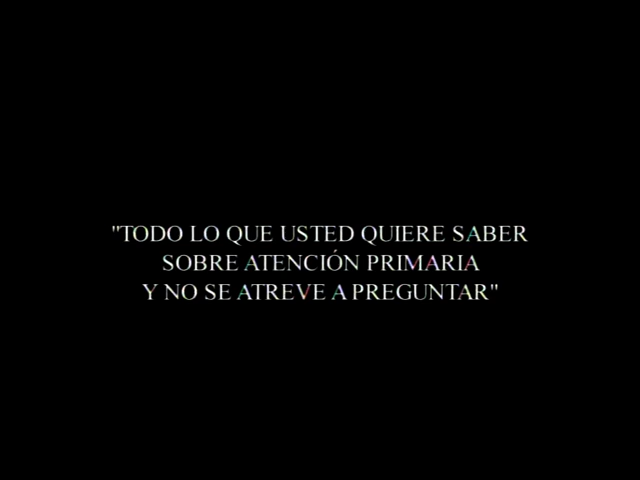 "TODO LO QUE USTED QUIERE SABER
SOBRE ATENCIÓN PRIMARIA
Y NO SE ATREVE A PREGUNTAR"